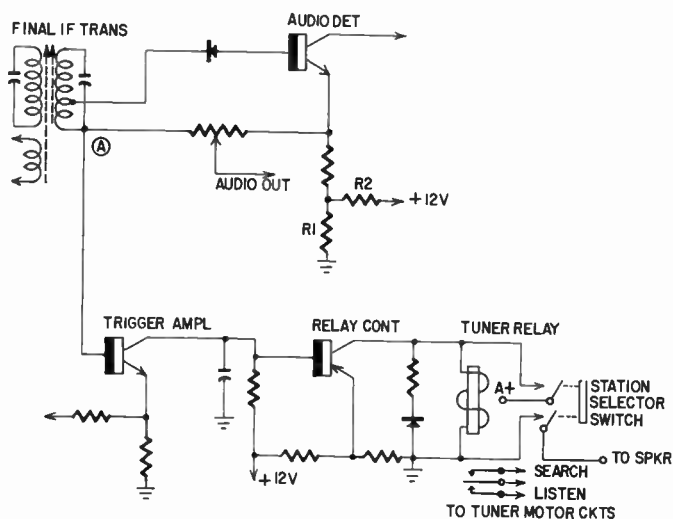 FINAL IF TRANS
AUDIO DET
A
AUDIO OUT
R2
+12V
R1
TRIGGER AMPL
RELAY CONT
TUNER RELAY
A+
STATION
SELECTOR
SWITCH
+12V
TO SPKR
SEARCH
LISTEN
TO TUNER MOTOR CKTS